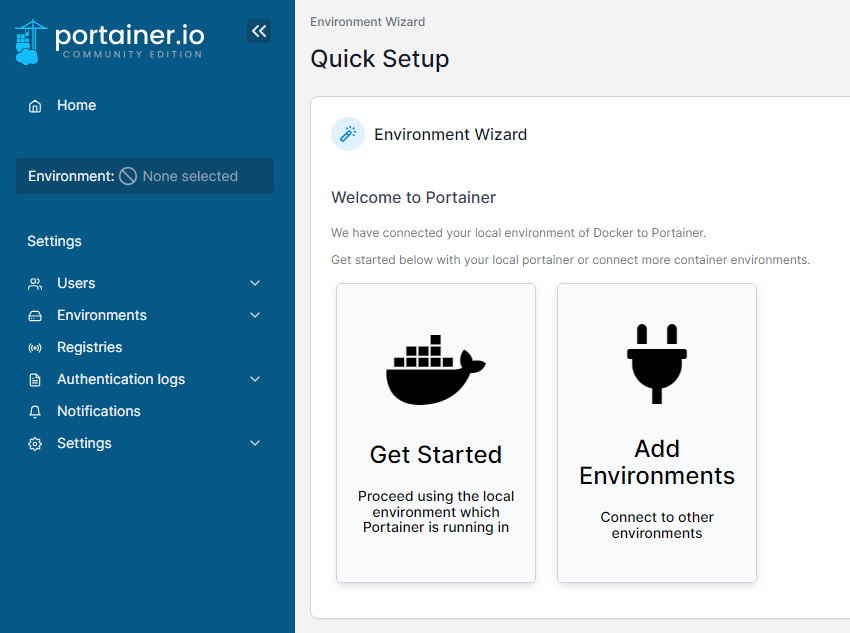 portainer.io
COMMUNITY EDITION
Home
Environment: None selected
Settings
Users
Environments
Registries
Authentication logs
Notifications
Settings
Environment Wizard
Quick Setup
Environment Wizard
Welcome to Portainer
We have connected your local environment of Docker to Portainer.
Get started below with your local portainer or connect more container environments.
Get Started
Proceed using the local
environment which
Portainer is running in
Add
Environments
Connect to other
environments